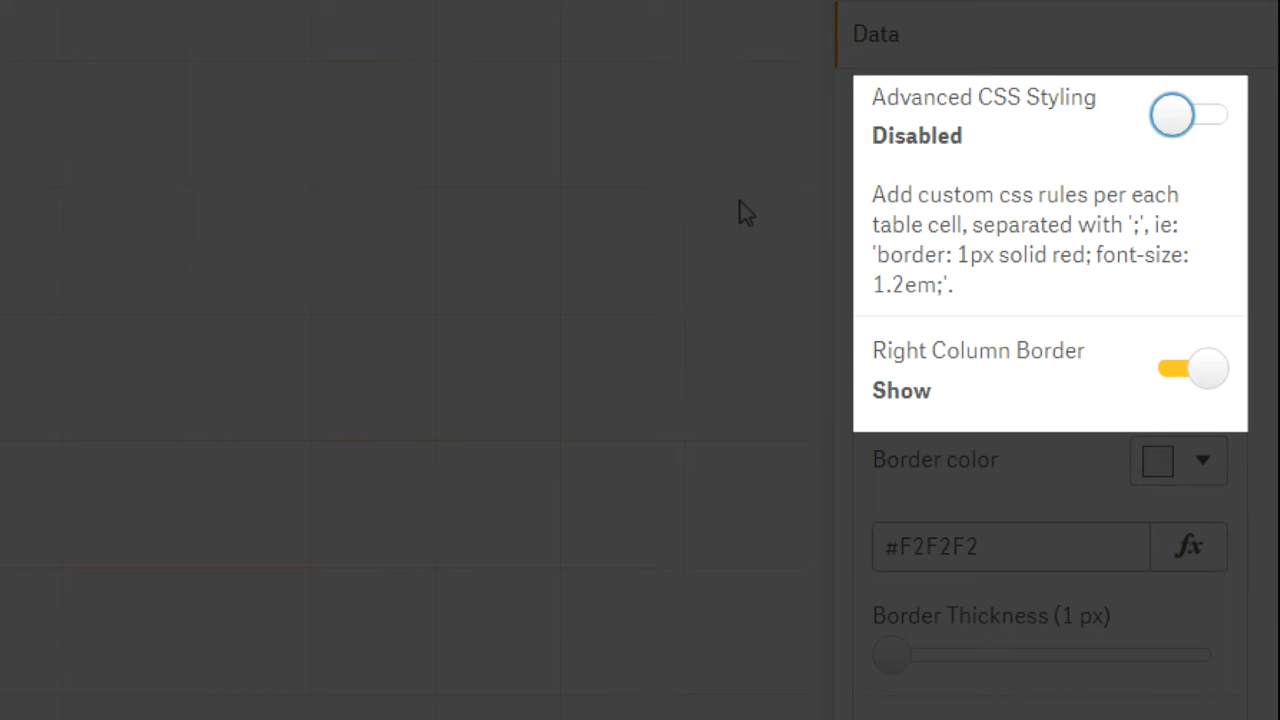 Data
Advanced CSS Styling
Disabled
Add custom css rules per each
table cell, separated with ';', ie:
'border: 1px solid red; font-size:
1.2em;'.
Right Column Border
Show
Border color
#F2F2F2
fx
Border Thickness (1 px)